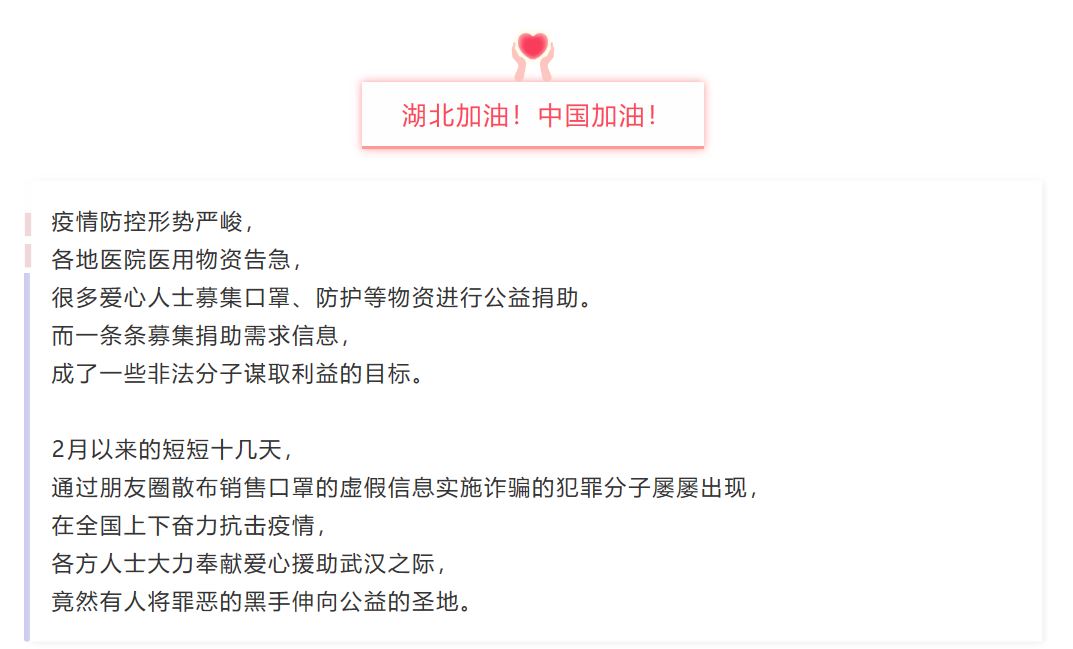 湖北加油！中国加油！
疫情防控形势严峻，
各地医院医用物资告急，
很多爱心人士募集口罩、防护等物资进行公益捐助。
而一条条募集捐助需求信息，
成了一些非法分子谋取利益的目标。
2月以来的短短十几天，
通过朋友圈散布销售口罩的虚假信息实施诈骗的犯罪分子屡屡出现，
在全国上下奋力抗击疫情，
各方人士大力奉献爱心援助武汉之际，
竟然有人将罪恶的黑手伸向公益的圣地。